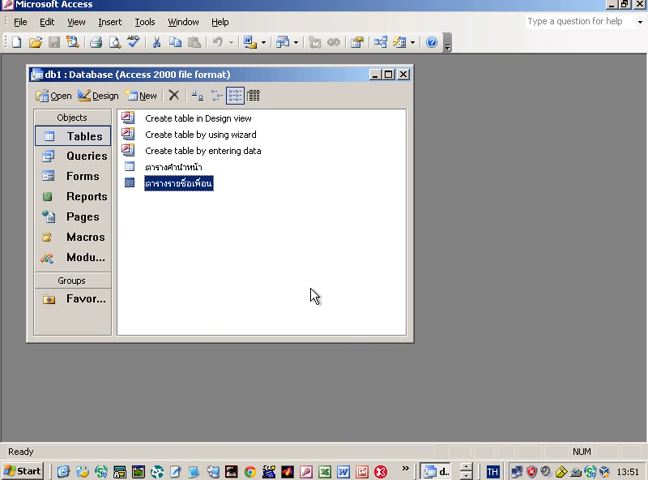 Microsoft Access
File Edit View Insert Tools Window Help
Type a question for help
db1 : Database (Access 2000 file format)
Open Design New
Objects
Tables
Queries
Forms
Reports
Pages
Macros
Modu...
Groups
Favor...
Create table in Design view
Create table by using wizard
Create table by entering data
ตารางคำนำหน้า
ตารางรายชื่อเพื่อน
Ready
NUM
Start
d..
TH
13:51